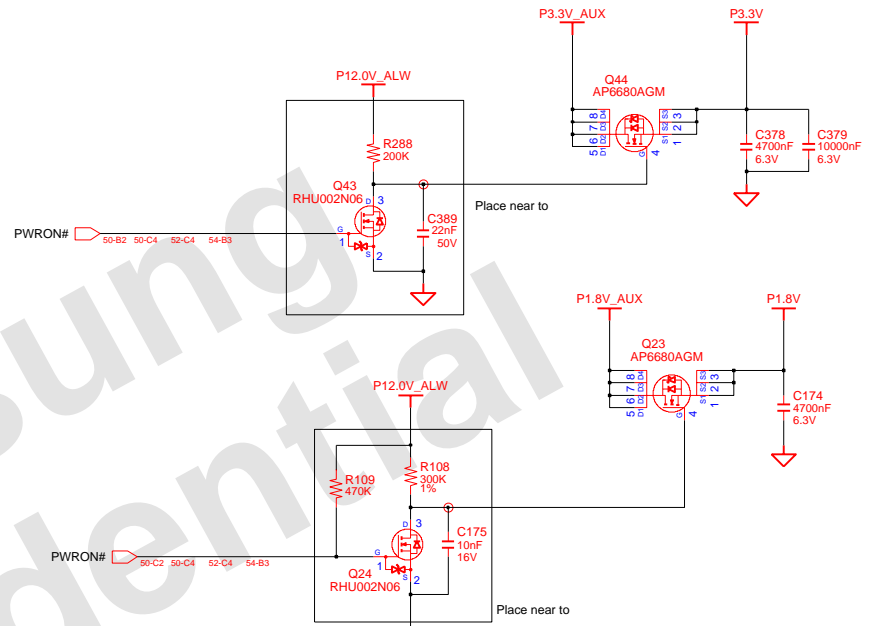 P3.3V_AUX
P3.3V
Q44
AP6680AGM
8 D4
7 D3
6 D2
5 D1
S3 3
S2 2
S1 1
G 4
C378
4700nF
6.3V
C379
10000nF
6.3V
P12.0V_ALW
R288
200K
Q43
RHU002N06
D 3
G
1
S 2
C389
22nF
50V
Place near to
PWRON#
50-B2 50-C4 52-C4 54-B3
P1.8V_AUX
P1.8V
Q23
AP6680AGM
8 D4
7 D3
6 D2
5 D1
S3 3
S2 2
S1 1
G 4
C174
4700nF
6.3V
P12.0V_ALW
R109
470K
R108
300K
1%
D 3
G
1
S 2
C175
10nF
16V
Q24
RHU002N06
PWRON#
50-C2 50-C4 52-C4 54-B3
Place near to
sung
dential